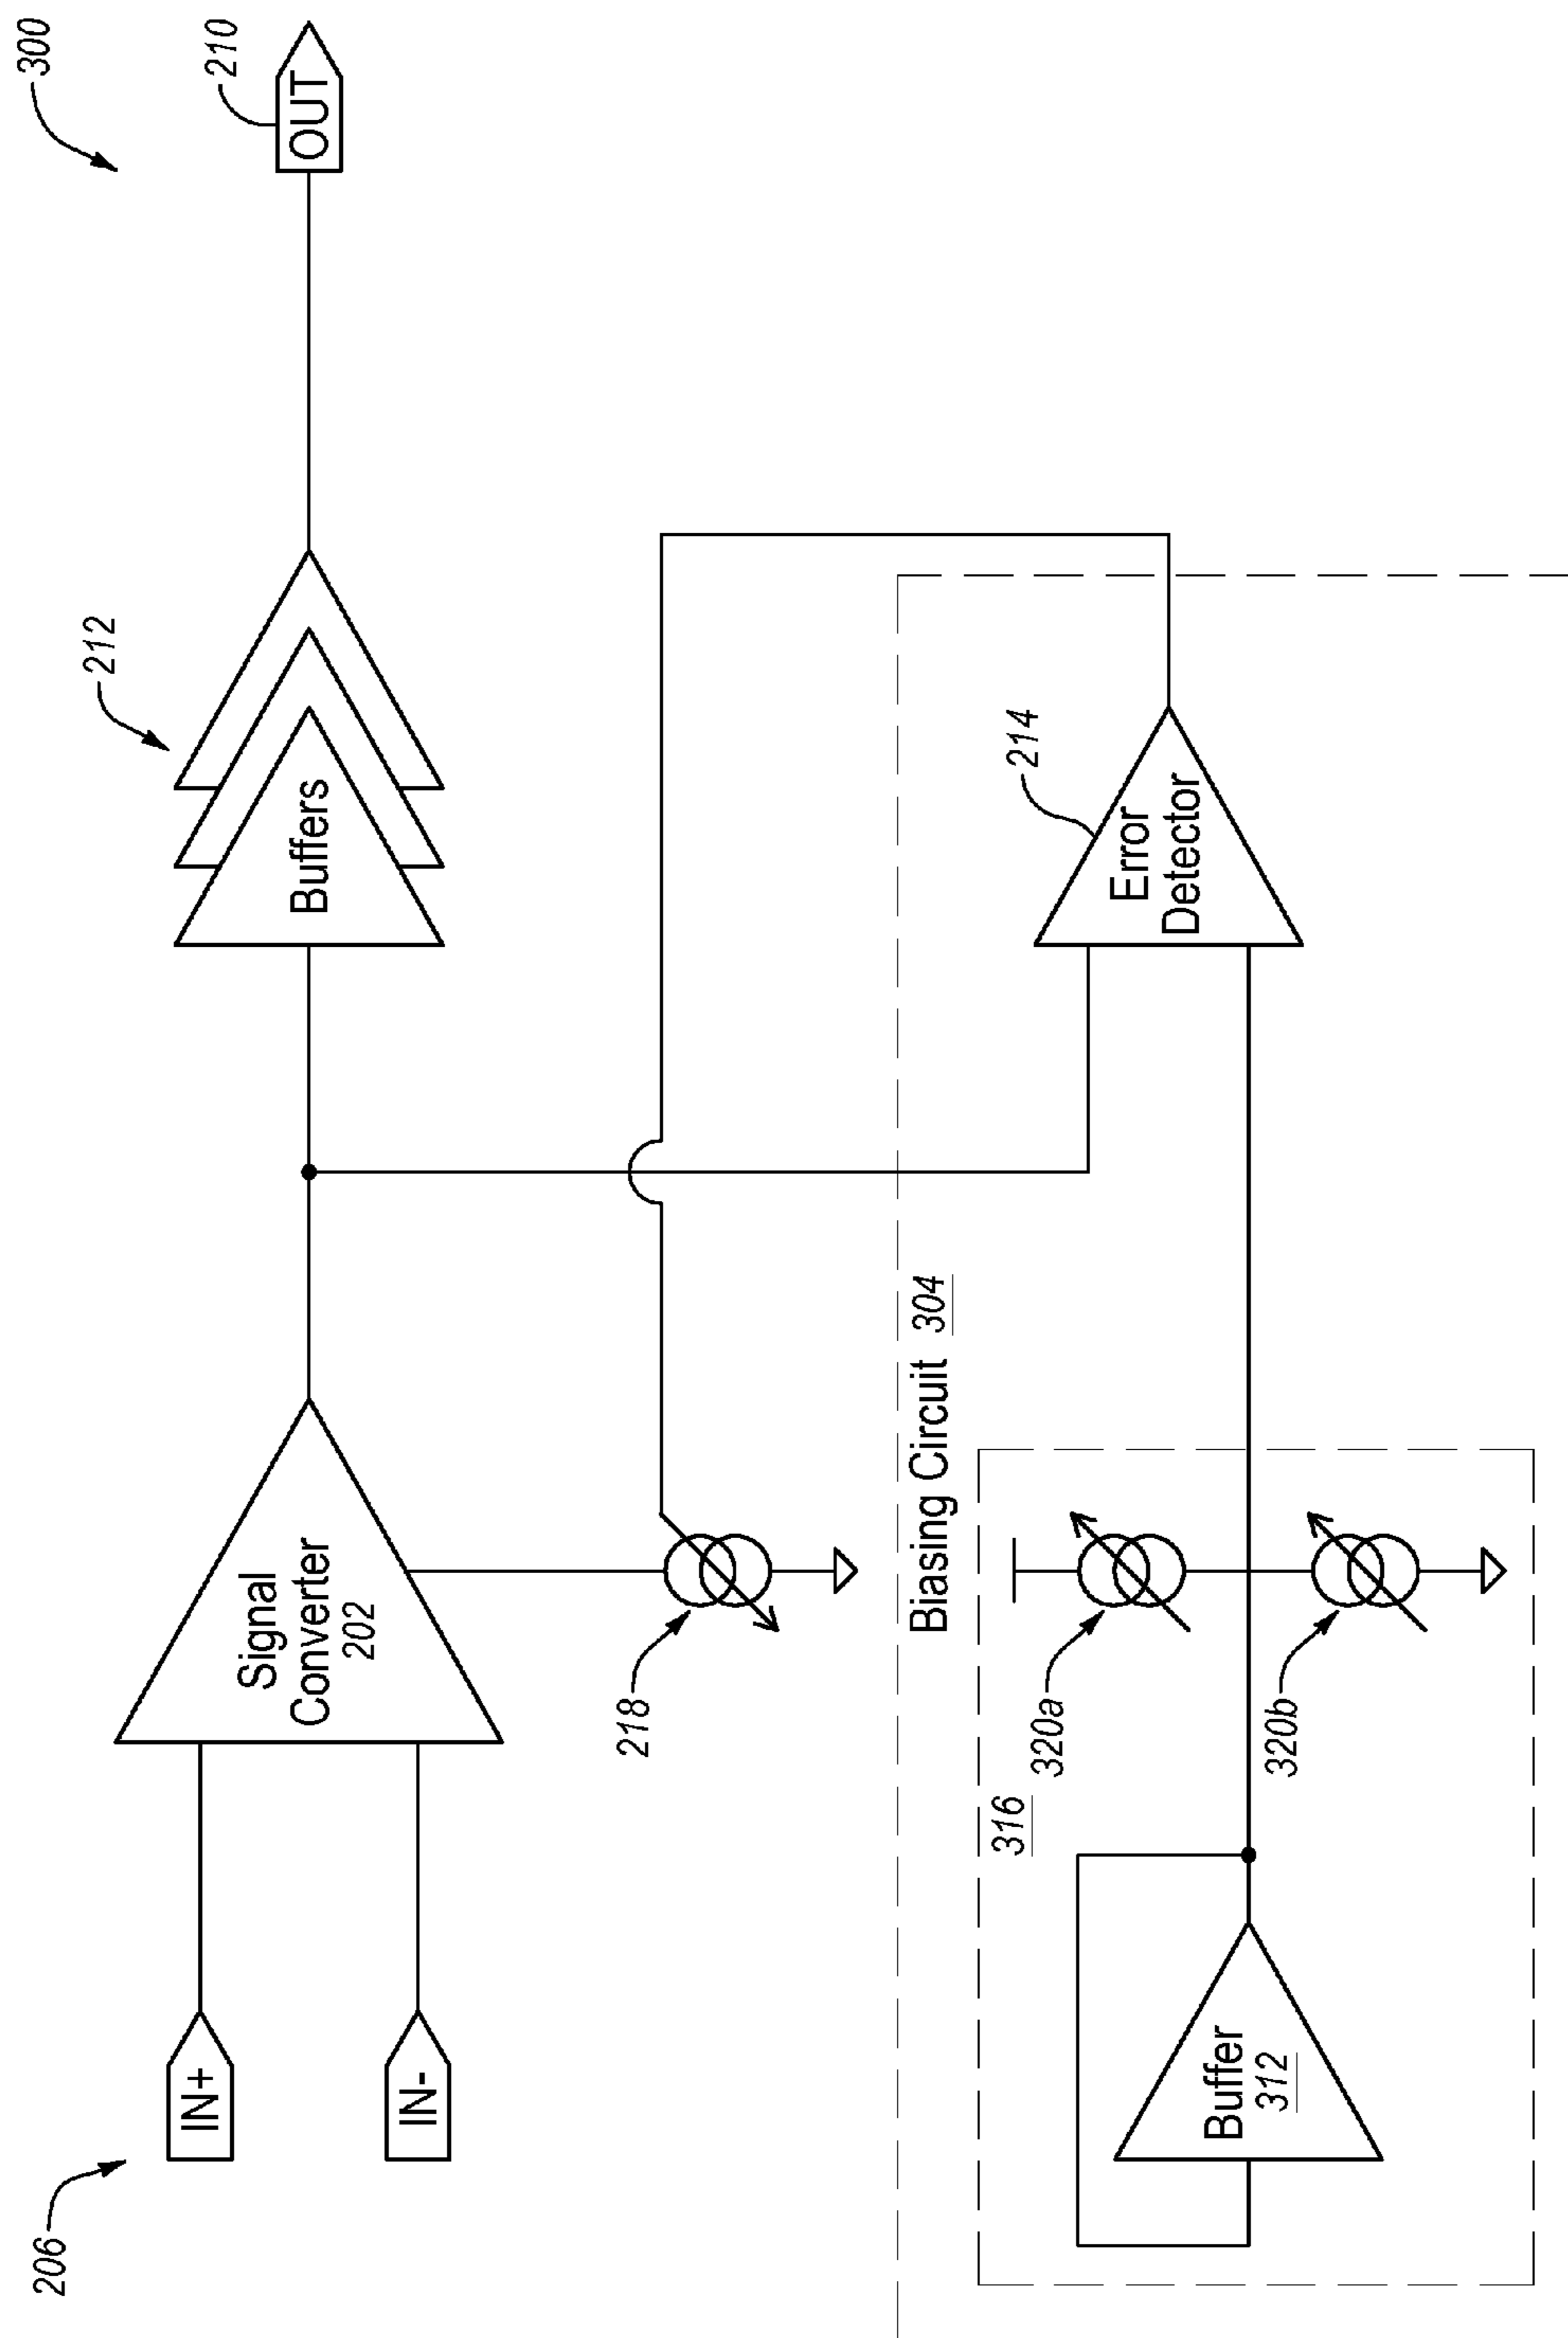 300
206
IN+
IN-
Signal
Converter
202
212
Buffers
210
OUT
218
Biasing Circuit 304
214
Error
Detector
316
320a
320b
Buffer
312